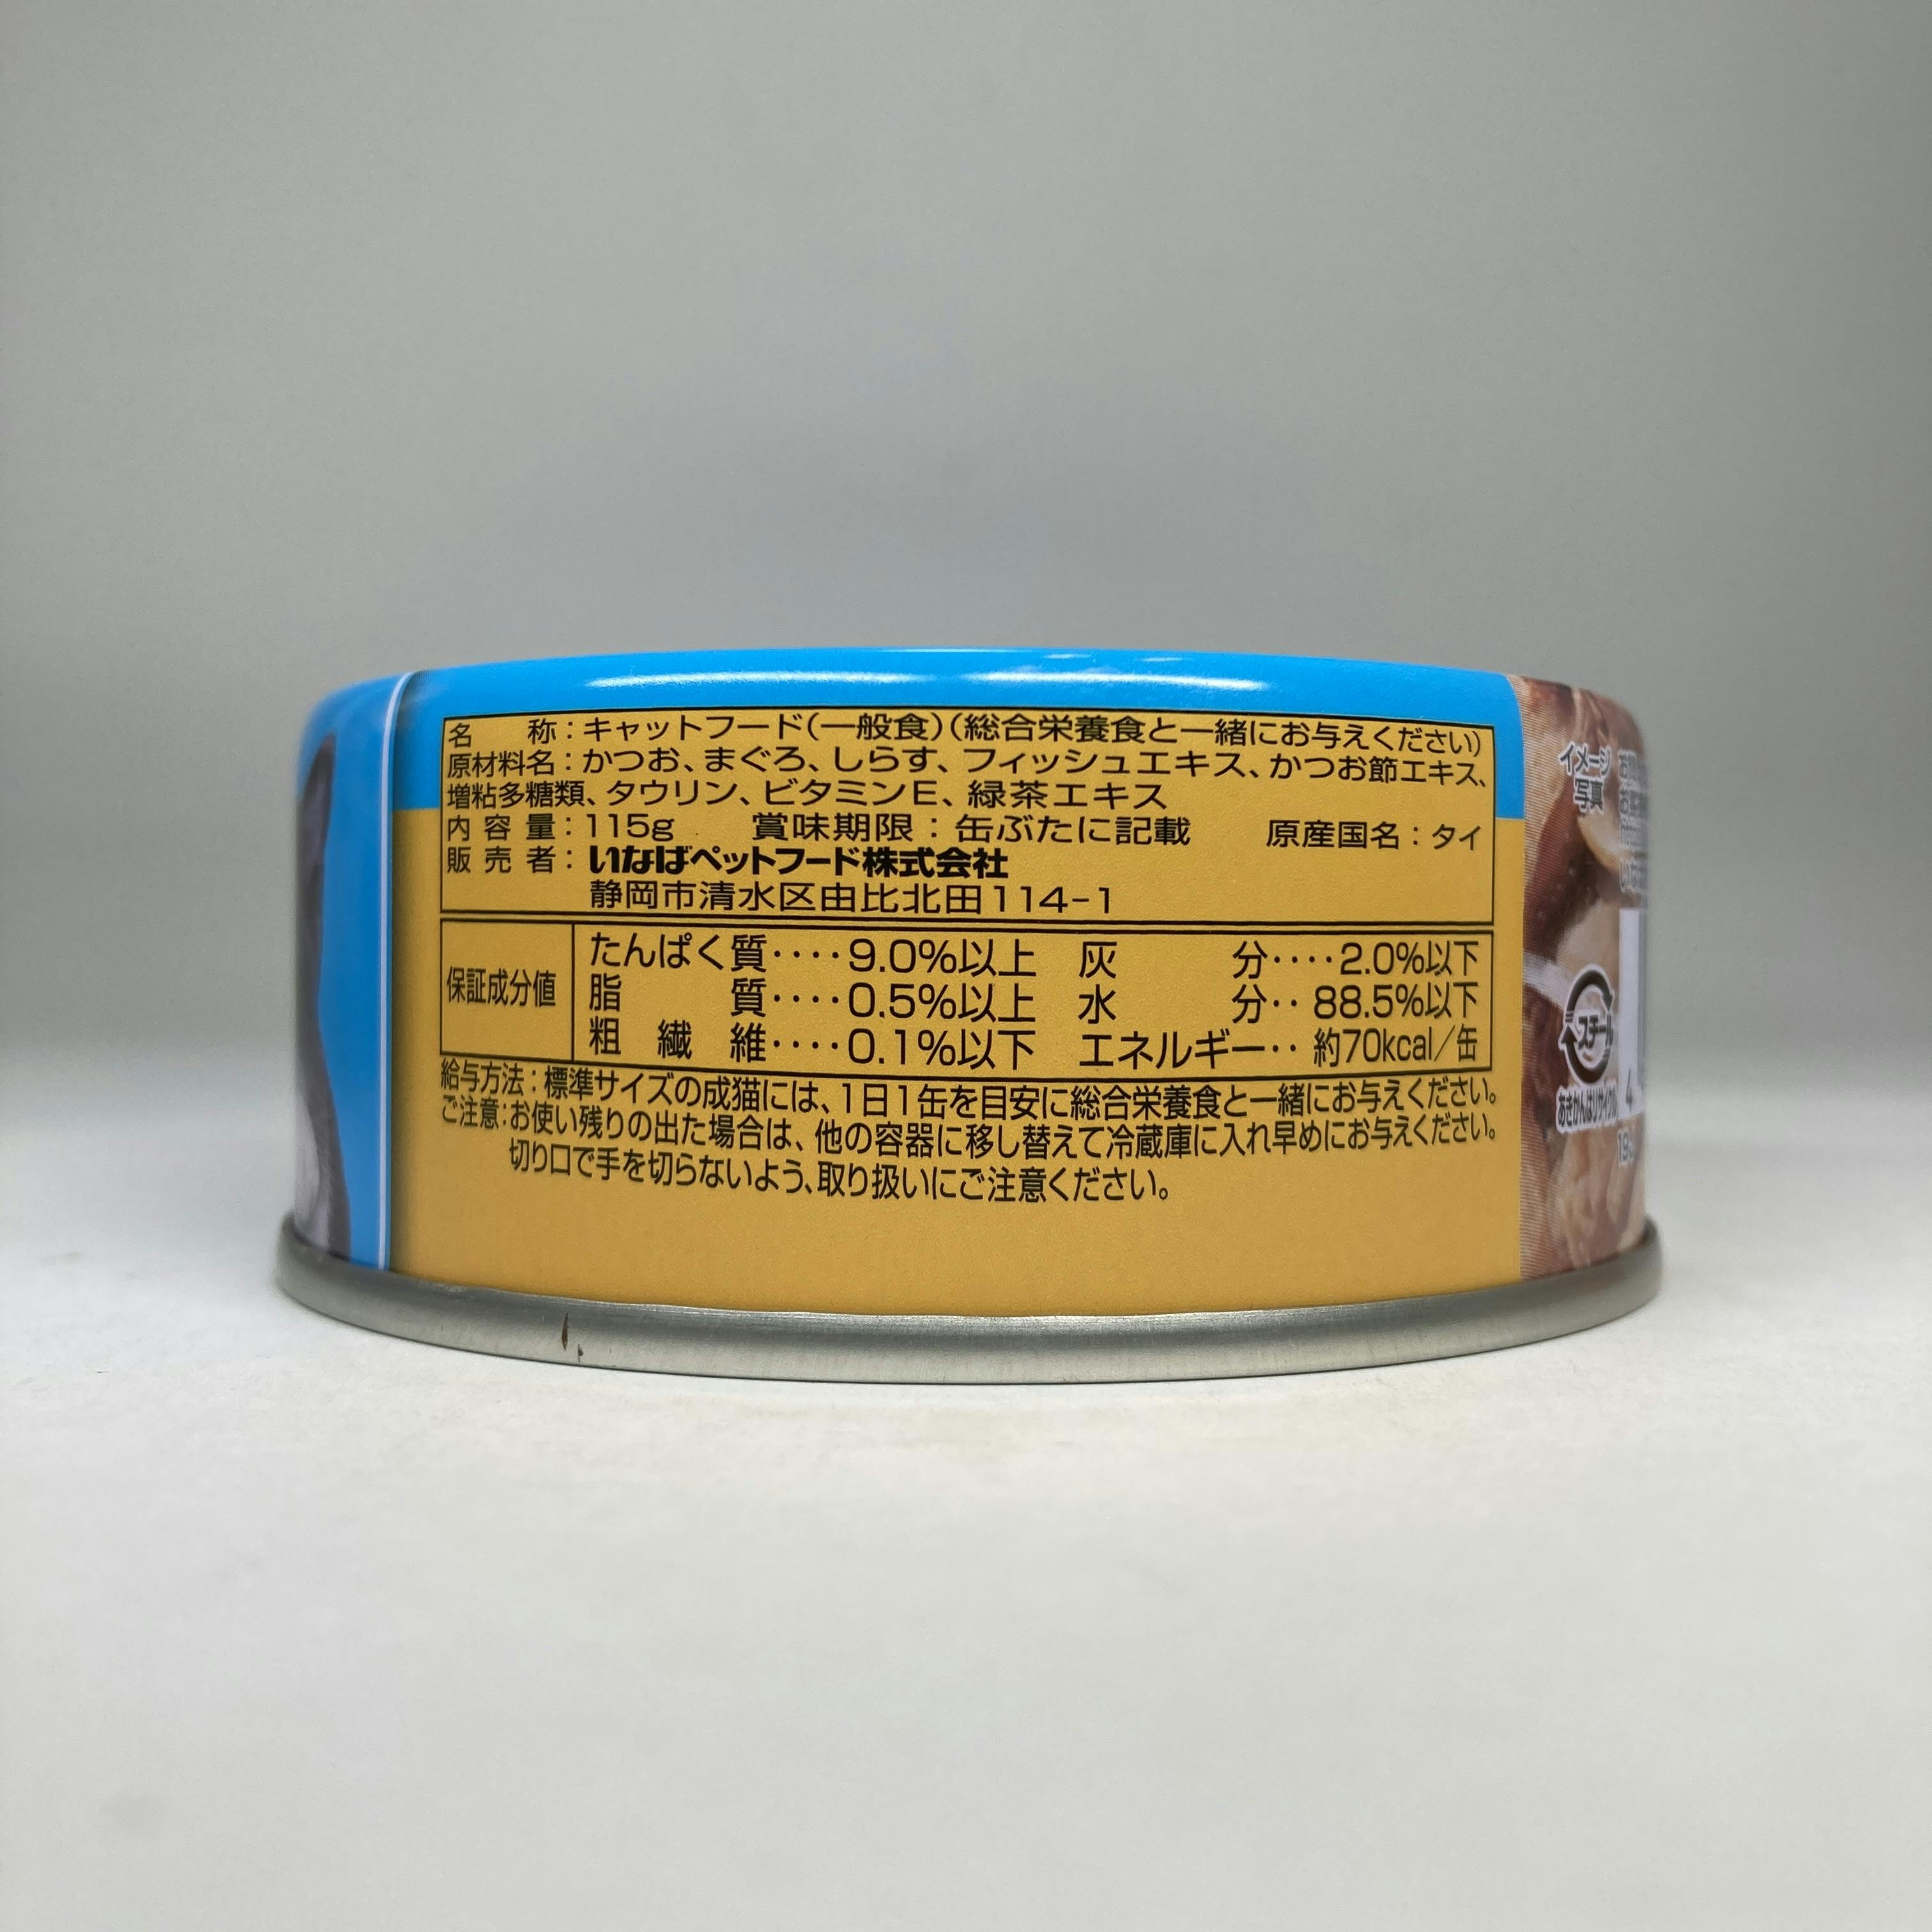 名　　称：キャットフード(一般食)(総合栄養食と一緒にお与えください)
原材料名：かつお、まぐろ、しらす、フィッシュエキス、かつお節エキス、
増粘多糖類、タウリン、ビタミンE、緑茶エキス
内 容 量：115g　賞味期限：缶ぶたに記載　原産国名：タイ
販 売 者：いなばペットフード株式会社
静岡市清水区由比北田114-1
保証成分値
たんぱく質････9.0%以上　灰　　分････2.0%以下
脂　　質････0.5%以上　水　　分･･88.5%以下
粗 繊 維････0.1%以下　エネルギー･･約70kcal/缶
給与方法：標準サイズの成猫には、1日1缶を目安に総合栄養食と一緒にお与えください。
ご注意：お使い残りの出た場合は、他の容器に移し替えて冷蔵庫に入れ早めにお与えください。
切り口で手を切らないよう、取り扱いにご注意ください。
イメージ
写真
スチール
あきかんはリサイクル
4